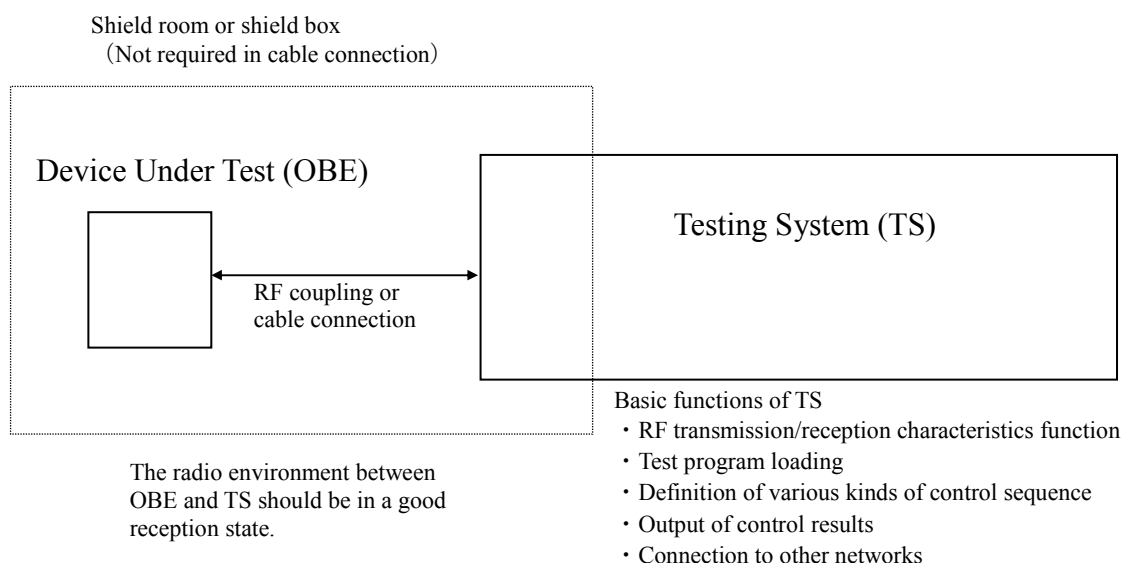 Shield room or shield box
（Not required in cable connection）
Device Under Test (OBE)
Testing System (TS)
RF coupling or
cable connection
Basic functions of TS
・RF transmission/reception characteristics function
・Test program loading
・Definition of various kinds of control sequence
・Output of control results
・Connection to other networks
The radio environment between
OBE and TS should be in a good
reception state.